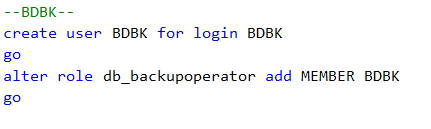 --BDBK--
create user BDBK for login BDBK
go
alter role db_backupoperator add MEMBER BDBK
go